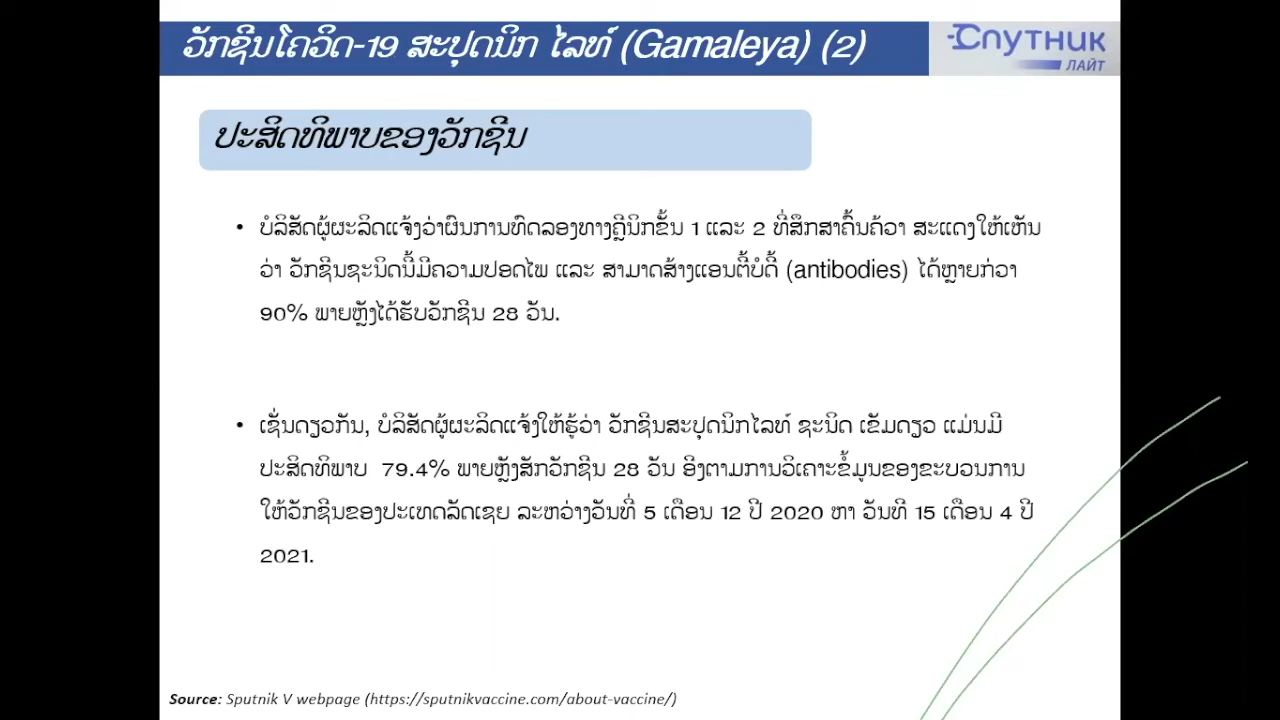 ວັກຊີນໂຄວິດ-19 ສະປຸດນິກ ໄລທ໌ (Gamaleya) (2)
Спутник
ЛАЙТ
ປະສິດທິພາບຂອງວັກຊີນ
• ບໍລິສັດຜູ້ຜະລິດແຈ້ງວ່າຜົນການທົດລອງທາງຄຼີນິກຂັ້ນ 1 ແລະ 2 ທີ່ສຶກສາຄົ້ນຄ້ວາ ສະແດງໃຫ້ເຫັນ
ວ່າ ວັກຊີນຊະນິດນີ້ມີຄວາມປອດໄພ ແລະ ສາມາດສ້າງແອນຕີ້ບໍດີ້ (antibodies) ໄດ້ຫຼາຍກ່ວາ
90% ພາຍຫຼັງໄດ້ຮັບວັກຊີນ 28 ວັນ.
• ເຊັ່ນດຽວກັນ, ບໍລິສັດຜູ້ຜະລິດແຈ້ງໃຫ້ຮູ້ວ່າ ວັກຊີນສະປຸດນິກໄລທ໌ ຊະນິດ ເຂັມດຽວ ແມ່ນມີ
ປະສິດທິພາບ 79.4% ພາຍຫຼັງສັກວັກຊີນ 28 ວັນ ອີງຕາມການວິເຄາະຂໍ້ມູນຂອງຂະບວນການ
ໃຫ້ວັກຊີນຂອງປະເທດລັດເຊຍ ລະຫວ່າງວັນທີ່ 5 ເດືອນ 12 ປີ 2020 ຫາ ວັນທີ 15 ເດືອນ 4 ປີ
2021.
Source: Sputnik V webpage (https://sputnikvaccine.com/about-vaccine/)